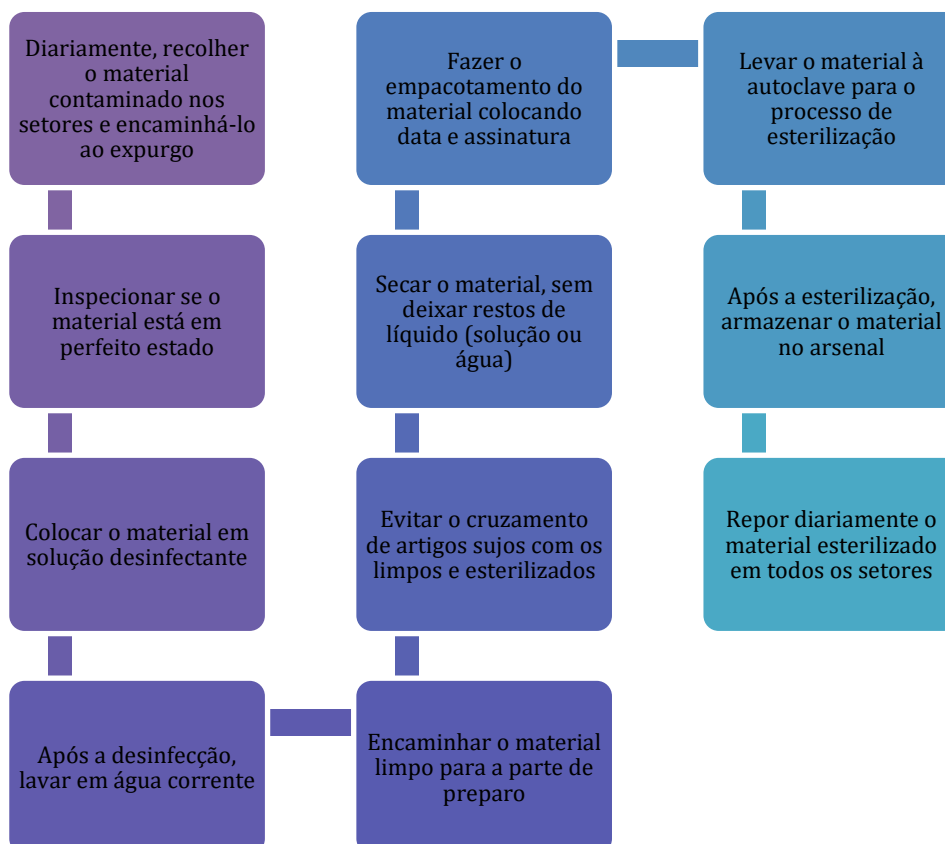 Diariamente, recolher
o material
contaminado nos
setores e encaminhá-lo
ao expurgo
Inspecionar se o
material está em
perfeito estado
Colocar o material em
solução desinfectante
Após a desinfecção,
lavar em água corrente
Encaminhar o material
limpo para a parte de
preparo
Evitar o cruzamento
de artigos sujos com os
limpos e esterilizados
Secar o material, sem
deixar restos de
líquido (solução ou
água)
Fazer o
empacotamento do
material colocando
data e assinatura
Levar o material à
autoclave para o
processo de
esterilização
Após a esterilização,
armazenar o material
no arsenal
Repor diariamente o
material esterilizado
em todos os setores